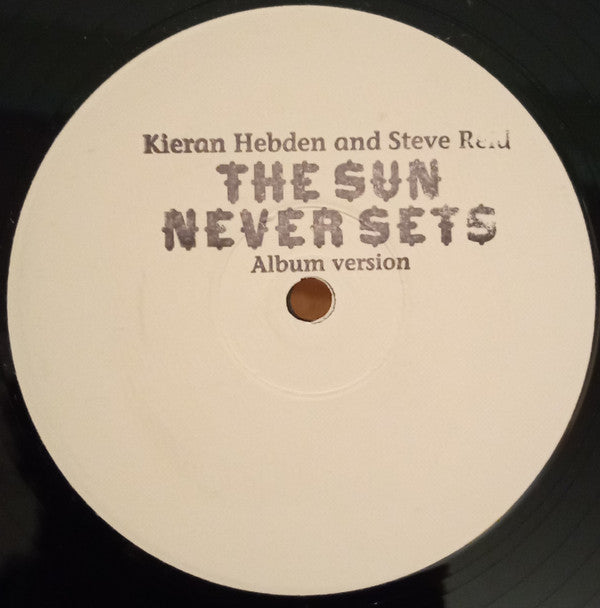 Kieran Hebden and Steve Reid
THE SUN
NEVER SETS
Album version